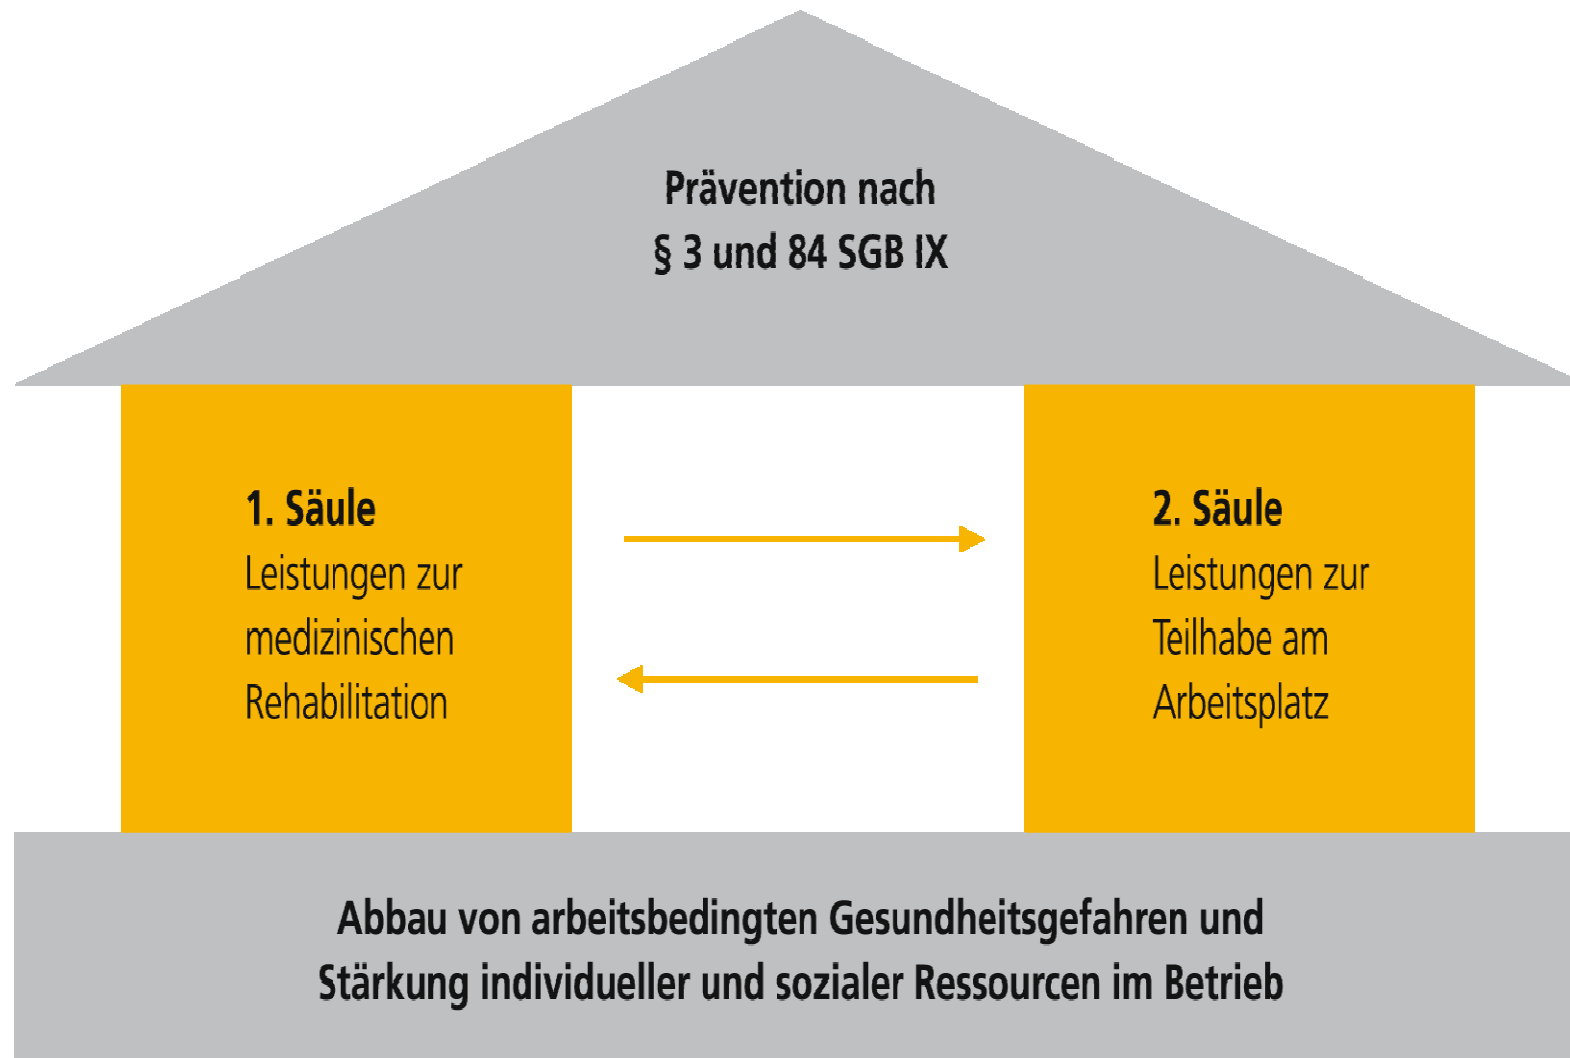 Prävention nach
§ 3 und 84 SGB IX
1. Säule
Leistungen zur
medizinischen
Rehabilitation
2. Säule
Leistungen zur
Teilhabe am
Arbeitsplatz
Abbau von arbeitsbedingten Gesundheitsgefahren und
Stärkung individueller und sozialer Ressourcen im Betrieb